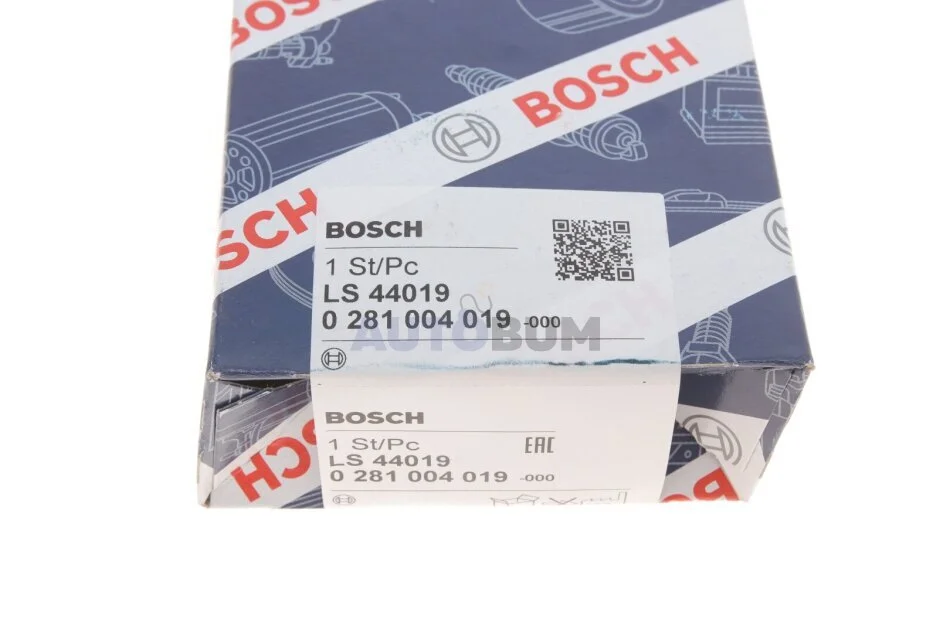 BOSCH
BOSCH
BOSCH
BOSCH
1 St/Pc
LS 44019
0 281 004 019 -000
AUTOBUM
BOSCH
1 St/Pc
EAC
LS 44019
0 281 004 019 -000
BOSCH